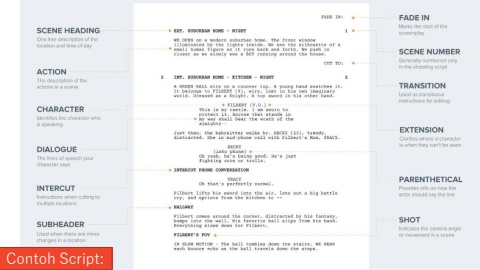 FADE IN:
EXT. SUBURBAN HOME - NIGHT 1
WE OPEN on a modern suburban home. The front window
illuminated by the lights inside. We see the silhouette of a
small human figure as it runs back and forth. We push in
closer as we slowly see a BOY running around the house.
CUT TO:
2 INT. SUBURBAN HOME - KITCHEN - NIGHT 2
A GREEN BALL sits on a counter top. A young hand snatches it.
It belongs to FILBERT (9), wiry, lost in his own imaginary
world. Dressed as a Knight. A toy sword in his other hand.
FILBERT (V.O.)
This is my castle. I am sworn to
protect it. Anyone that stands in
my way shall bear the wrath of the
almighty--
Just then, the babysitter walks by. BECKY (15), trendy,
distracted. She is mid-phone call with Filbert's Mom, TRACY.
BECKY
(into phone)
Oh yeah, he's being good. He's just
fighting orcs or trolls.
INTERCUT PHONE CONVERSATION
TRACY
Oh that's perfectly normal.
Filbert lifts his sword into the air, lets out a big battle
cry, and sprints from the kitchen to --
HALLWAY
Filbert comes around the corner, distracted by his fantasy,
bumps into the wall. His favorite ball slips from his hand.
Everything slows down for Filbert.
FILBERT'S POV
IN SLOW MOTION - The ball tumbles down the stairs, WE HEAR
each bounce echo as the ball travels down the steps.
SCENE HEADING
One line description of the
location and time of day
ACTION
The description of the
actions in a scene
CHARACTER
Identifies the character who
is speaking
DIALOGUE
The lines of speech your
character says
INTERCUT
Instructions when cutting to
multiple locations
SUBHEADER
Used when there are minor
changes in a location
FADE IN
Marks the start of the
screenplay.
SCENE NUMBER
Generally numbered only
in the shooting script
TRANSITION
Used as transitional
instructions for editing
EXTENSION
Clarifies where a character
is when they can't be seen
PARENTHETICAL
Provides info on how the
actor should say the line
SHOT
Indicates the camera angle
or movement in a scene
Contoh Script: